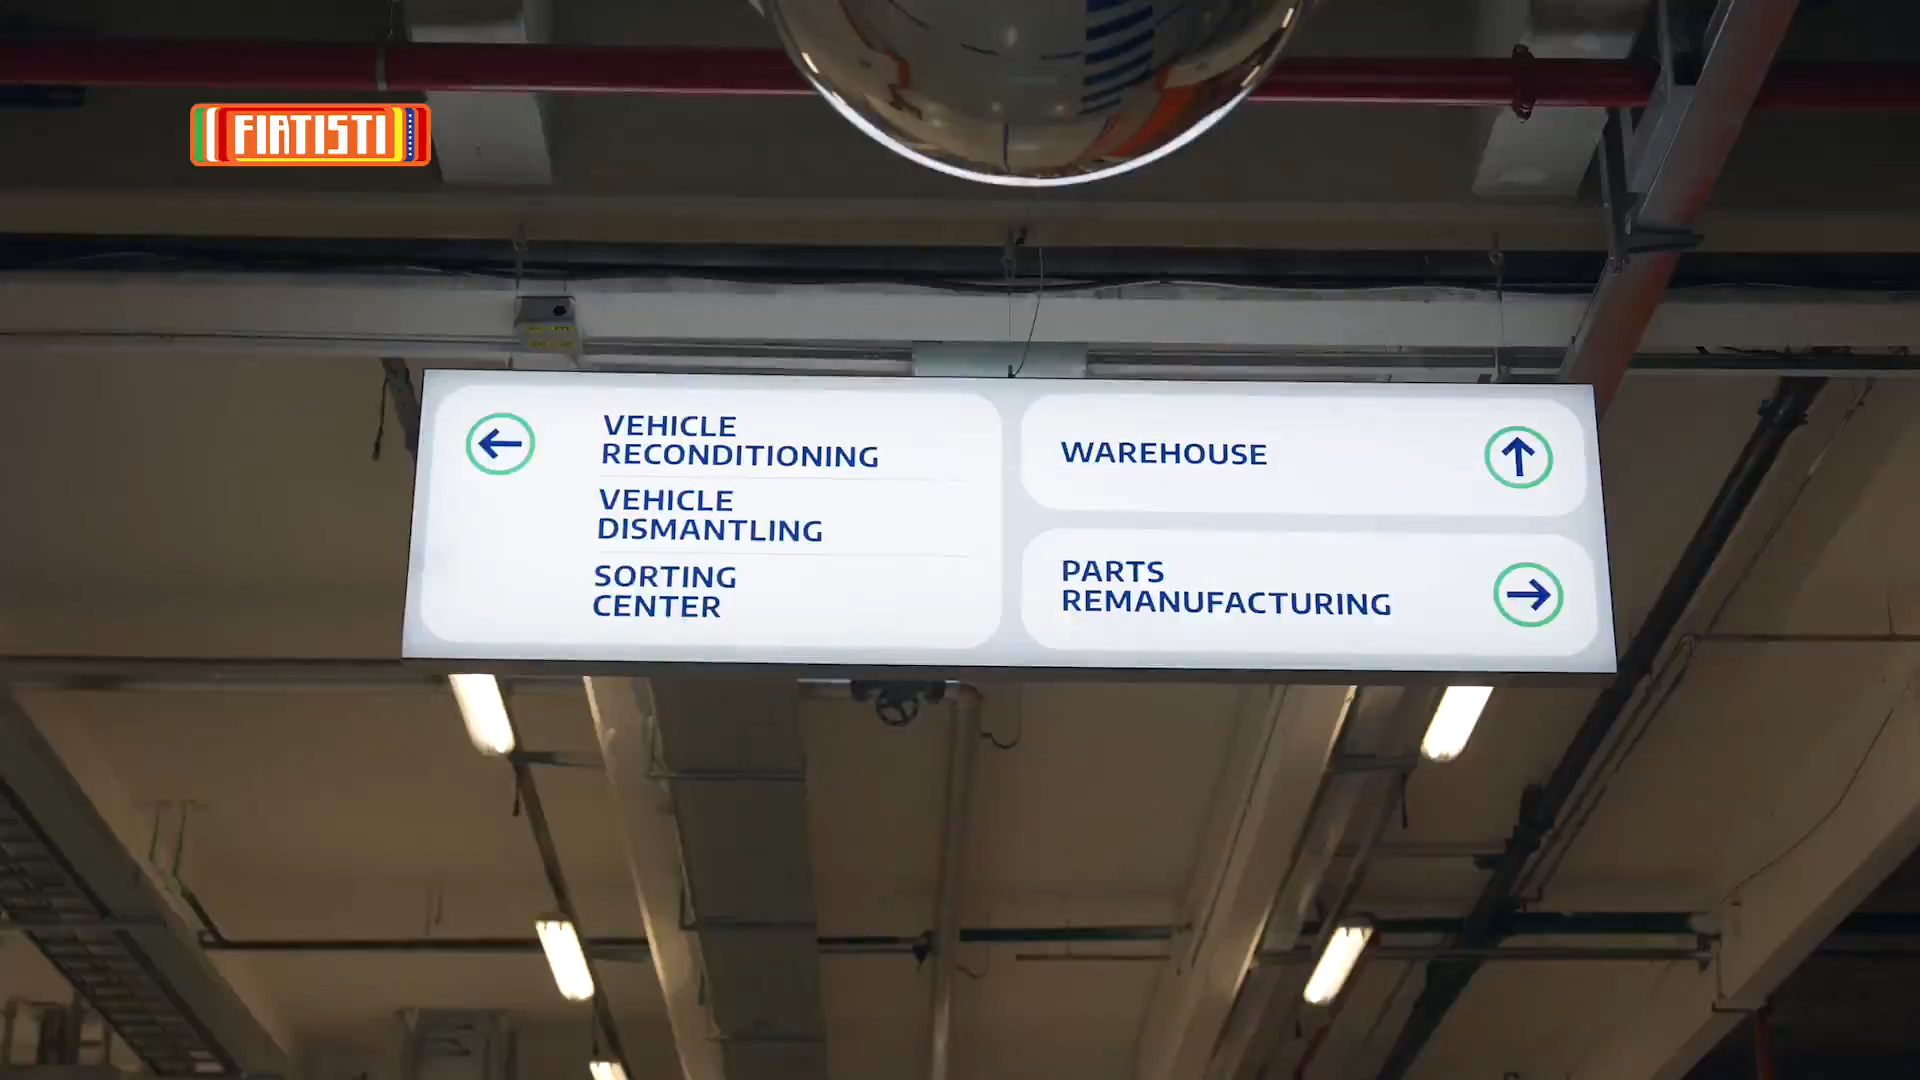 FIATISTI
VEHICLE
RECONDITIONING
VEHICLE
DISMANTLING
SORTING
CENTER
WAREHOUSE
PARTS
REMANUFACTURING